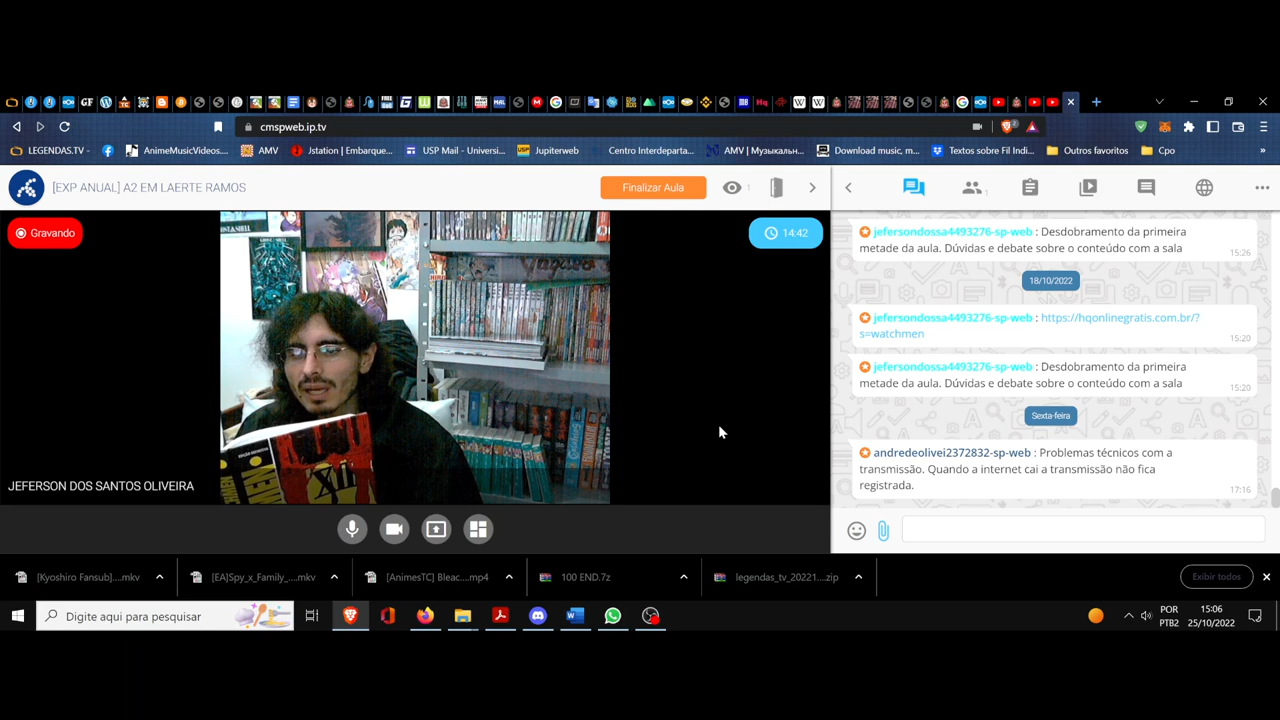 cmspweb.ip.tv
LEGENDAS.TV -
AnimeMusicVideos...
AMV
Jstation | Embarque...
USP Mail - Universi...
Jupiterweb
Centro Interdeparta...
AMV | Музыкальн...
Download music, m...
Textos sobre Fil Indi...
Outros favoritos
Cpo
»
[EXP ANUAL] A2 EM LAERTE RAMOS
Finalizar Aula
1
1
Gravando
14:42
JEFERSON DOS SANTOS OLIVEIRA
XII
jefersondossa4493276-sp-web : Desdobramento da primeira
metade da aula. Dúvidas e debate sobre o conteúdo com a sala
15:26
18/10/2022
jefersondossa4493276-sp-web : https://hqonlinegratis.com.br/?
s=watchmen
15:20
jefersondossa4493276-sp-web : Desdobramento da primeira
metade da aula. Dúvidas e debate sobre o conteúdo com a sala
15:20
Sexta-feira
andredeolivei2372832-sp-web : Problemas técnicos com a
transmissão. Quando a internet cai a transmissão não fica
registrada.
17:16
[Kyoshiro Fansub]....mkv
[EA]Spy_x_Family_....mkv
[AnimesTC] Bleac....mp4
100 END.7z
legendas_tv_20221....zip
Exibir todos
Digite aqui para pesquisar
POR
PTB2
15:06
25/10/2022